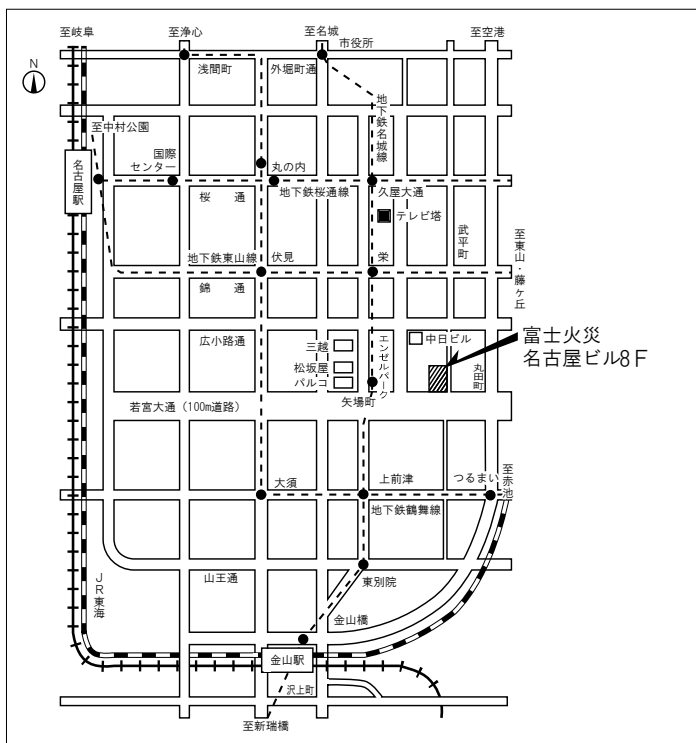 至岐阜
至浄心
至名城
至空港
市役所
N
浅間町
外堀町通
地下鉄名城線
至中村公園
国際
センター
丸の内
名古屋駅
桜　通
地下鉄桜通線
久屋大通
テレビ塔
武平町
至東山・藤ヶ丘
地下鉄東山線
伏見
栄
錦　通
広小路通
三越
松坂屋
パルコ
エンゼルパーク
中日ビル
丸田町
富士火災
名古屋ビル8F
矢場町
若宮大通（100m道路）
大須
上前津
つるまい
至赤池
地下鉄鶴舞線
JR東海
山王通
東別院
金山橋
金山駅
沢上町
至新瑞橋